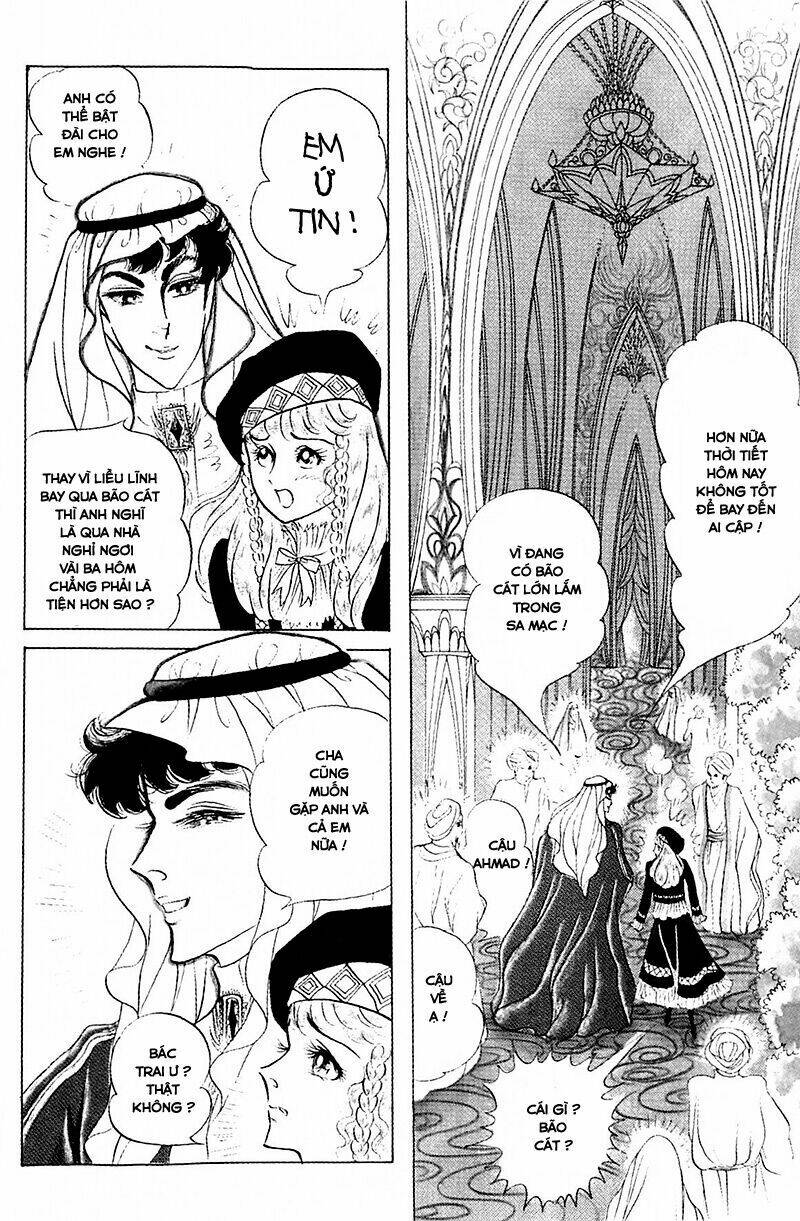 HƠN NỮA
THỜI TIẾT
HÔM NAY
KHÔNG TỐT
ĐỂ BAY ĐẾN
AI CẬP !
VÌ ĐANG
CÓ BÃO
CÁT LỚN LẮM
TRONG
SA MẠC !
CẬU
AHMAD !
CẬU
VỀ
Ạ !
CÁI GÌ ?
BÃO
CÁT ?
EM
Ứ
TIN !
ANH CÓ
THỂ BẬT
ĐÀI CHO
EM NGHE !
THAY VÌ LIỀU LĨNH
BAY QUA BÃO CÁT
THÌ ANH NGHĨ
LÀ QUA NHÀ
NGHỈ NGƠI
VÀI BA HÔM
CHẲNG PHẢI LÀ
TIỆN HƠN SAO ?
CHA
CŨNG
MUỐN
GẶP ANH VÀ
CẢ EM
NỮA !
BÁC
TRAI Ư ?
THẬT
KHÔNG ?